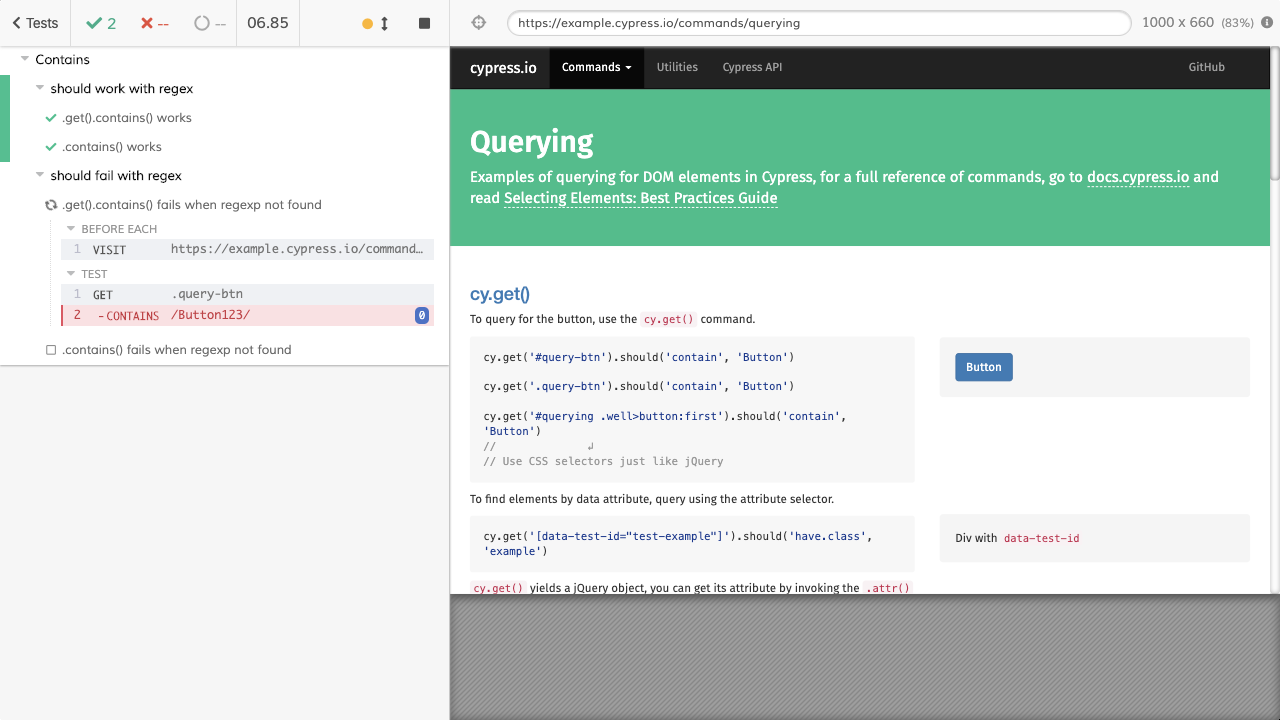 Tests
2
--
--
06.85
https://example.cypress.io/commands/querying
1000 x 660 (83%)
Contains
should work with regex
.get().contains() works
.contains() works
should fail with regex
.get().contains() fails when regexp not found
BEFORE EACH
1 VISIT https://example.cypress.io/command…
TEST
1 GET .query-btn
2 -CONTAINS /Button123/ 0
.contains() fails when regexp not found
cypress.io Commands Utilities Cypress API GitHub
Querying
Examples of querying for DOM elements in Cypress, for a full reference of commands, go to docs.cypress.io and
read Selecting Elements: Best Practices Guide
cy.get()
To query for the button, use the cy.get() command.
cy.get('#query-btn').should('contain', 'Button')
cy.get('.query-btn').should('contain', 'Button')
cy.get('#querying .well>button:first').should('contain',
'Button')
// ↲
// Use CSS selectors just like jQuery
Button
To find elements by data attribute, query using the attribute selector.
cy.get('[data-test-id="test-example"]').should('have.class',
'example')
Div with data-test-id
cy.get() yields a jQuery object, you can get its attribute by invoking the .attr()